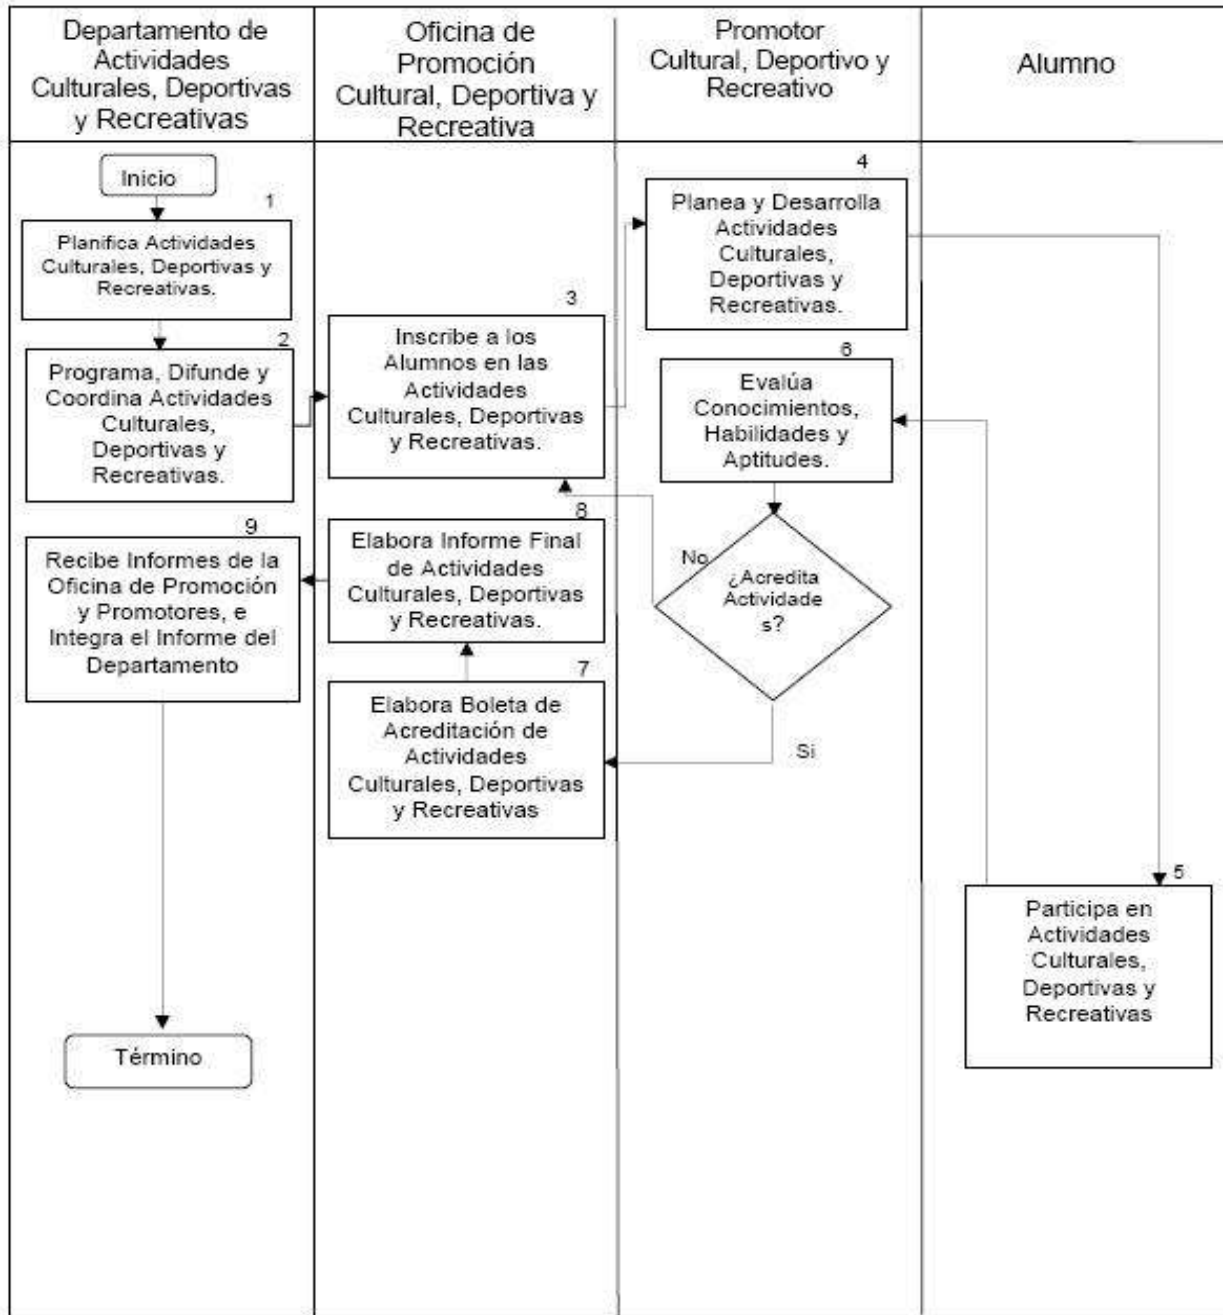 Departamento de
Actividades
Culturales, Deportivas
y Recreativas
Oficina de
Promoción
Cultural, Deportiva y
Recreativa
Promotor
Cultural, Deportivo y
Recreativo
Alumno
Inicio
1
Planifica Actividades
Culturales, Deportivas y
Recreativas.
2
Programa, Difunde y
Coordina Actividades
Culturales,
Deportivas y
Recreativas.
3
Inscribe a los
Alumnos en las
Actividades
Culturales, Deportivas
y Recreativas.
4
Planea y Desarrolla
Actividades
Culturales,
Deportivas y
Recreativas.
5
Participa en
Actividades
Culturales,
Deportivas y
Recreativas
6
Evalúa
Conocimientos,
Habilidades y
Aptitudes.
¿Acredita
Actividade
s?
No
Si
7
Elabora Boleta de
Acreditación de
Actividades
Culturales, Deportivas
y Recreativas
8
Elabora Informe Final
de Actividades
Culturales, Deportivas
y Recreativas.
9
Recibe Informes de la
Oficina de Promoción
y Promotores, e
Integra el Informe del
Departamento
Término